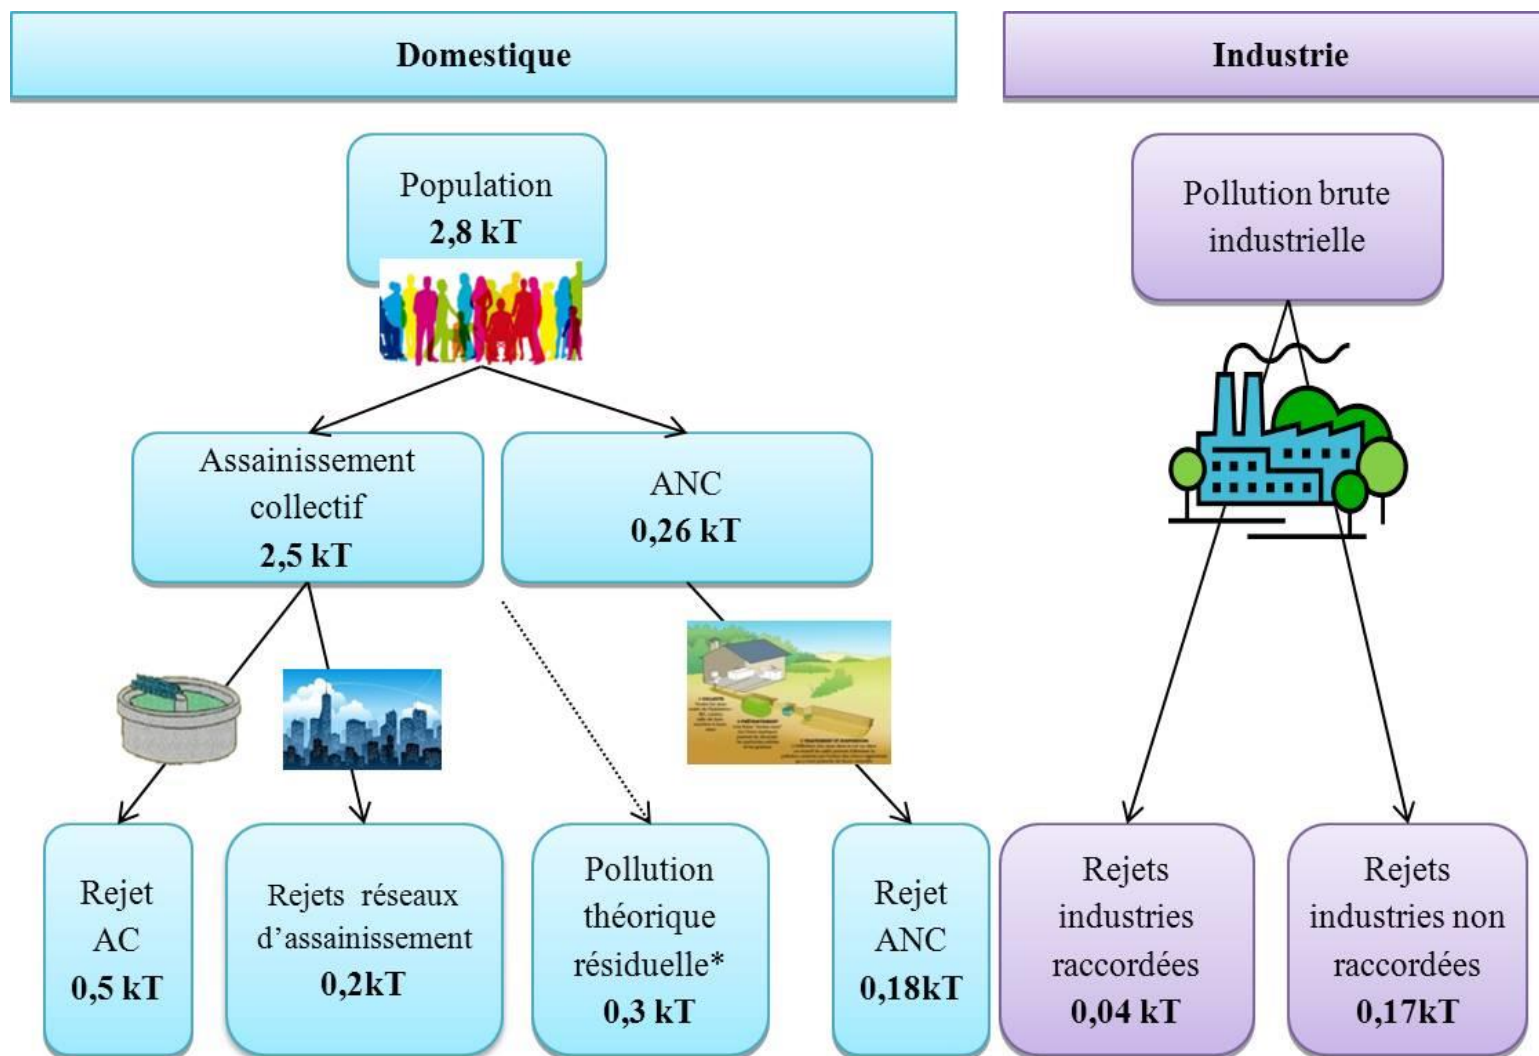 Domestique
Industrie
Population
2,8 kT
Pollution brute
industrielle
Assainissement
collectif
2,5 kT
ANC
0,26 kT
Rejet
AC
0,5 kT
Rejets réseaux
d’assainissement
0,2kT
Pollution
théorique
résiduelle*
0,3 kT
Rejet
ANC
0,18kT
Rejets
industries
raccordées
0,04 kT
Rejets
industries non
raccordées
0,17kT